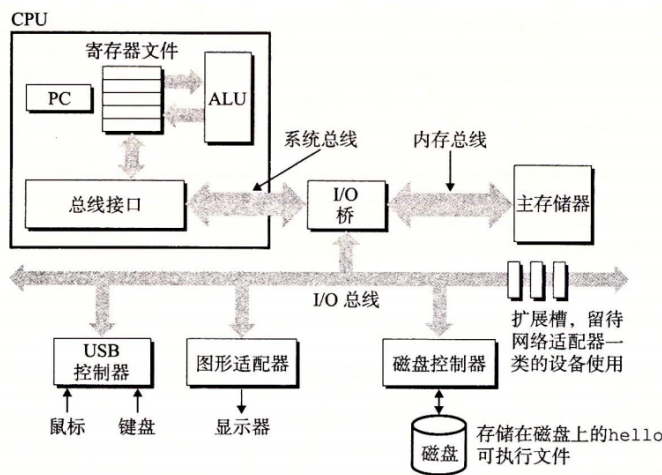 CPU
寄存器文件
PC
ALU
系统总线
内存总线
总线接口
I/O
桥
主存储器
I/O 总线
扩展槽，留待
网络适配器一
类的设备使用
USB
控制器
图形适配器
磁盘控制器
鼠标
键盘
显示器
磁盘
存储在磁盘上的hello
可执行文件